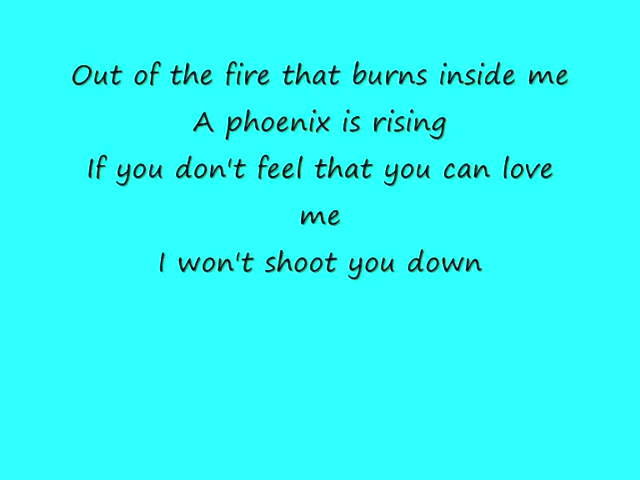 Out of the fire that burns inside me
A phoenix is rising
If you don't feel that you can love
me
I won't shoot you down